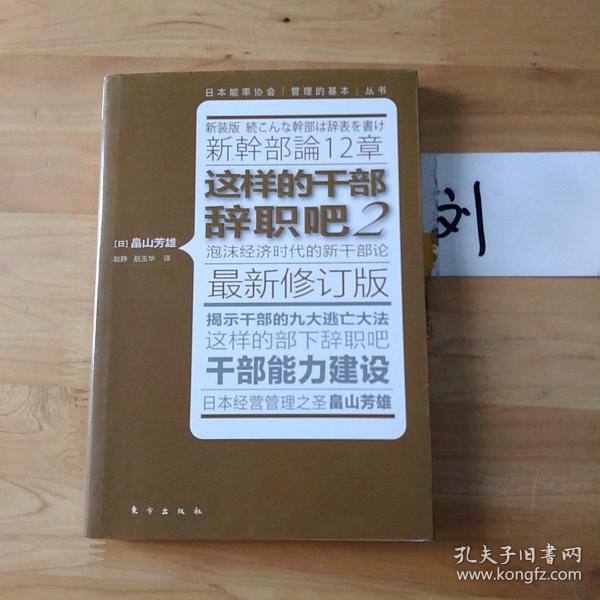 日本能率协会「管理的基本」丛书
新装版 続こんな幹部は辞表を書け
新幹部論12章
这样的干部
辞职吧2
泡沫经济时代的新干部论
最新修订版
揭示干部的九大逃亡大法
这样的部下辞职吧
干部能力建设
日本经营管理之圣畠山芳雄
[日] 畠山芳雄
赵静 赵玉华 译
东方出版社
刘
孔夫子旧書网
www.kongfz.com